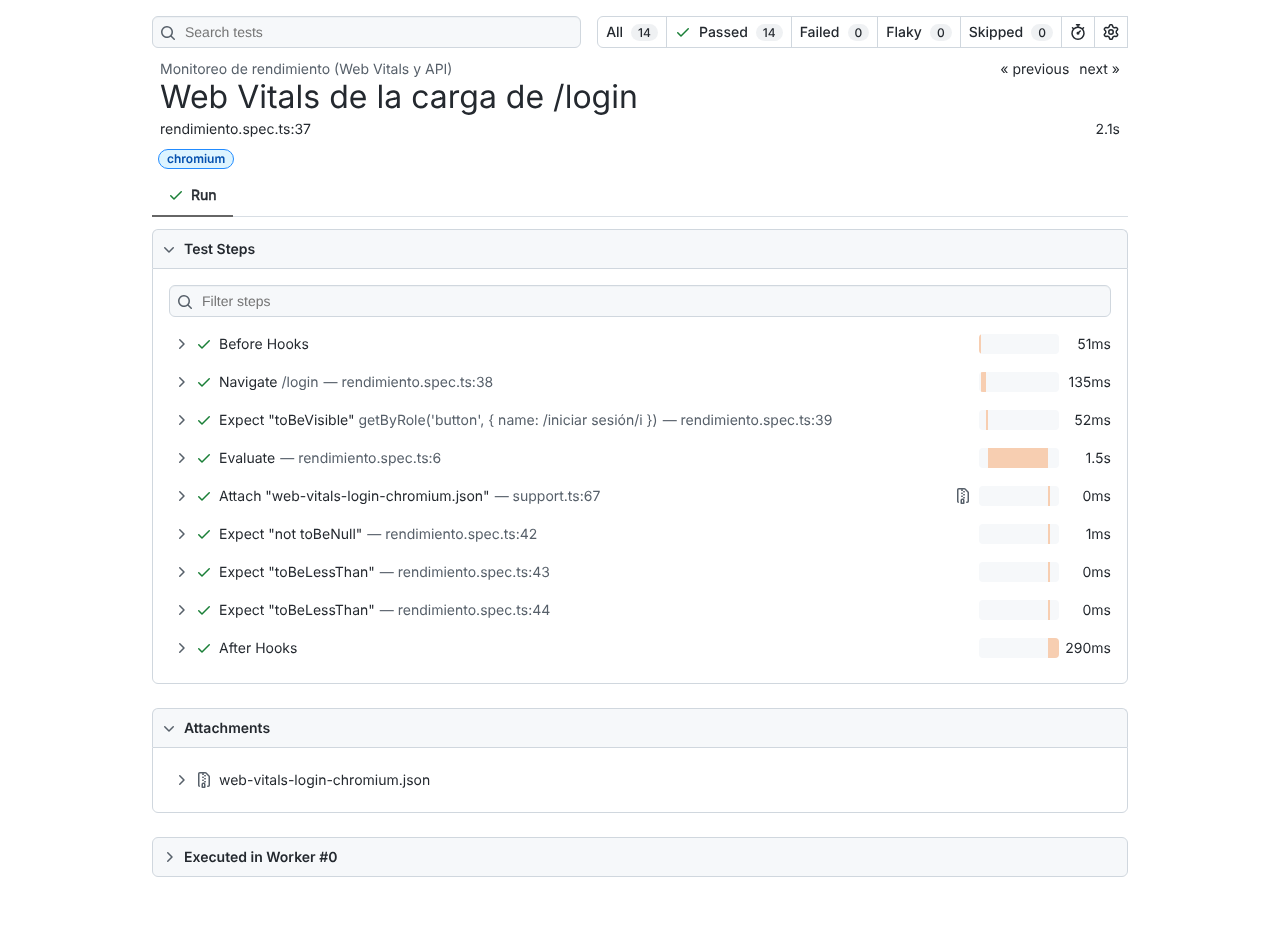 Search tests
All 14 Passed 14 Failed 0 Flaky 0 Skipped 0
Monitoreo de rendimiento (Web Vitals y API)
« previous next »
Web Vitals de la carga de /login
rendimiento.spec.ts:37
2.1s
chromium
Run
Test Steps
Filter steps
Before Hooks 51ms
Navigate /login — rendimiento.spec.ts:38 135ms
Expect "toBeVisible" getByRole('button', { name: /iniciar sesión/i }) — rendimiento.spec.ts:39 52ms
Evaluate — rendimiento.spec.ts:6 1.5s
Attach "web-vitals-login-chromium.json" — support.ts:67 0ms
Expect "not toBeNull" — rendimiento.spec.ts:42 1ms
Expect "toBeLessThan" — rendimiento.spec.ts:43 0ms
Expect "toBeLessThan" — rendimiento.spec.ts:44 0ms
After Hooks 290ms
Attachments
web-vitals-login-chromium.json
Executed in Worker #0